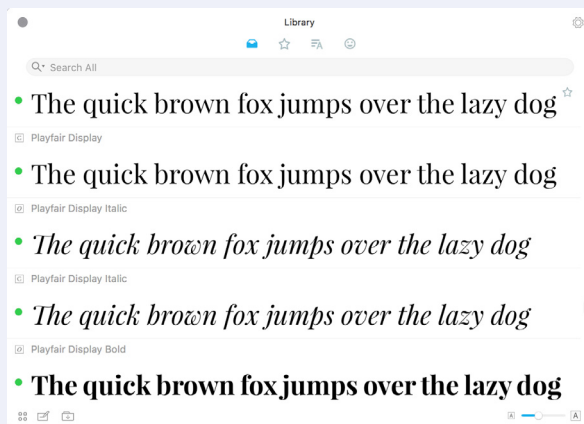 Library
Search All
The quick brown fox jumps over the lazy dog
G Playfair Display
The quick brown fox jumps over the lazy dog
O Playfair Display Italic
The quick brown fox jumps over the lazy dog
G Playfair Display Italic
The quick brown fox jumps over the lazy dog
O Playfair Display Bold
The quick brown fox jumps over the lazy dog
A A